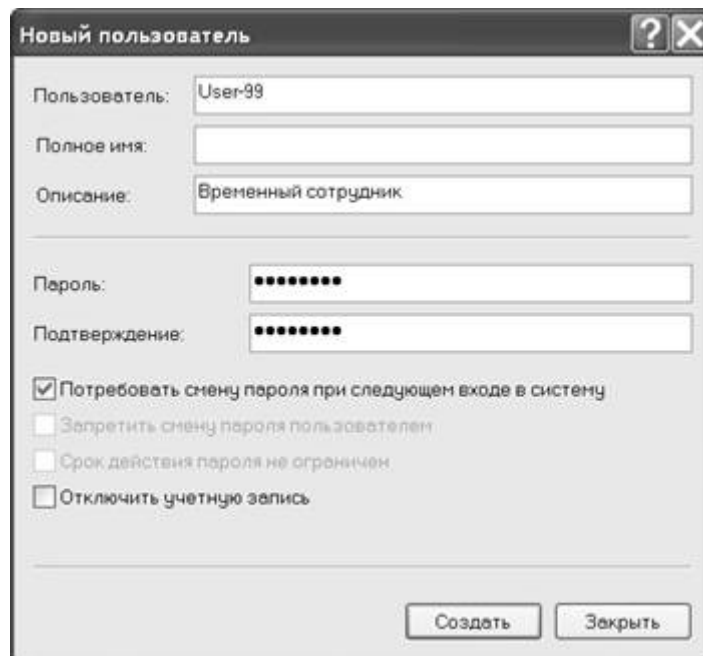 Новый пользователь
Пользователь: User-99
Полное имя:
Описание: Временный сотрудник
Пароль: ••••••••
Подтверждение: ••••••••
Потребовать смену пароля при следующем входе в систему
Запретить смену пароля пользователем
Срок действия пароля не ограничен
Отключить учетную запись
Создать Закрыть